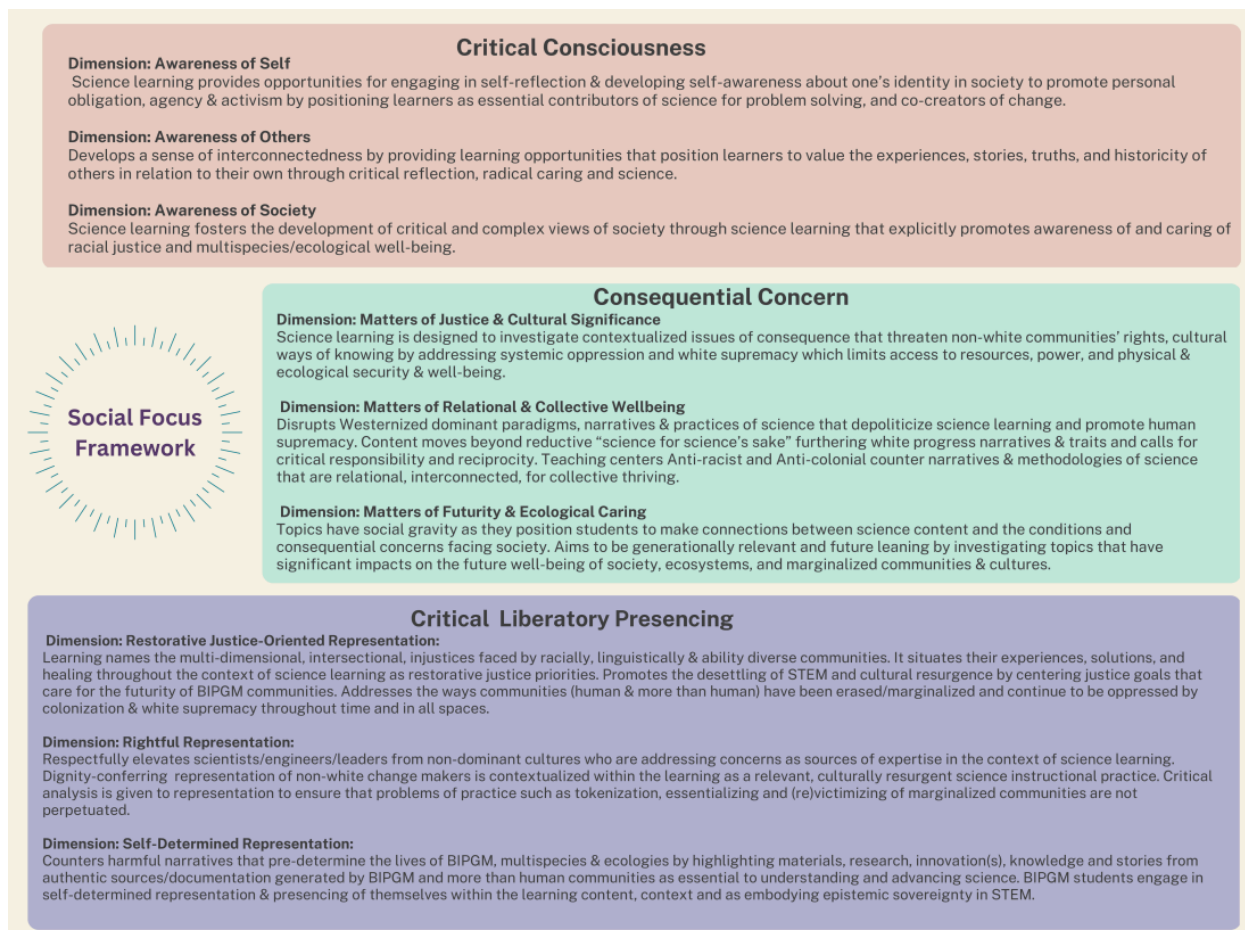 Critical Consciousness
Dimension: Awareness of Self
Science learning provides opportunities for engaging in self-reflection & developing self-awareness about one's identity in society to promote personal
obligation, agency & activism by positioning learners as essential contributors of science for problem solving, and co-creators of change.
Dimension: Awareness of Others
Develops a sense of interconnectedness by providing learning opportunities that position learners to value the experiences, stories, truths, and historicity of
others in relation to their own through critical reflection, radical caring and science.
Dimension: Awareness of Society
Science learning fosters the development of critical and complex views of society through science learning that explicitly promotes awareness of and caring of
racial justice and multispecies/ecological well-being.
Social Focus
Framework
Consequential Concern
Dimension: Matters of Justice & Cultural Significance
Science learning is designed to investigate contextualized issues of consequence that threaten non-white communities' rights, cultural
ways of knowing by addressing systemic oppression and white supremacy which limits access to resources, power, and physical &
ecological security & well-being.
Dimension: Matters of Relational & Collective Wellbeing
Disrupts Westernized dominant paradigms, narratives & practices of science that depoliticize science learning and promote human
supremacy. Content moves beyond reductive "science for science's sake" furthering white progress narratives & traits and calls for
critical responsibility and reciprocity. Teaching centers Anti-racist and Anti-colonial counter narratives & methodologies of science
that are relational, interconnected, for collective thriving.
Dimension: Matters of Futurity & Ecological Caring
Topics have social gravity as they position students to make connections between science content and the conditions and
consequential concerns facing society. Aims to be generationally relevant and future leaning by investigating topics that have
significant impacts on the future well-being of society, ecosystems, and marginalized communities & cultures.
Critical Liberatory Presencing
Dimension: Restorative Justice-Oriented Representation:
Learning names the multi-dimensional, intersectional, injustices faced by racially, linguistically & ability diverse communities. It situates their experiences, solutions, and
healing throughout the context of science learning as restorative justice priorities. Promotes the desettling of STEM and cultural resurgence by centering justice goals that
care for the futurity of BIPGM communities. Addresses the ways communities (human & more than human) have been erased/marginalized and continue to be oppressed by
colonization & white supremacy throughout time and in all spaces.
Dimension: Rightful Representation:
Respectfully elevates scientists/engineers/leaders from non-dominant cultures who are addressing concerns as sources of expertise in the context of science learning.
Dignity-conferring representation of non-white change makers is contextualized within the learning as a relevant, culturally resurgent science instructional practice. Critical
analysis is given to representation to ensure that problems of practice such as tokenization, essentializing and (re)victimizing of marginalized communities are not
perpetuated.
Dimension: Self-Determined Representation:
Counters harmful narratives that pre-determine the lives of BIPGM, multispecies & ecologies by highlighting materials, research, innovation(s), knowledge and stories from
authentic sources/documentation generated by BIPGM and more than human communities as essential to understanding and advancing science. BIPGM students engage in
self-determined representation & presencing of themselves within the learning content, context and as embodying epistemic sovereignty in STEM.